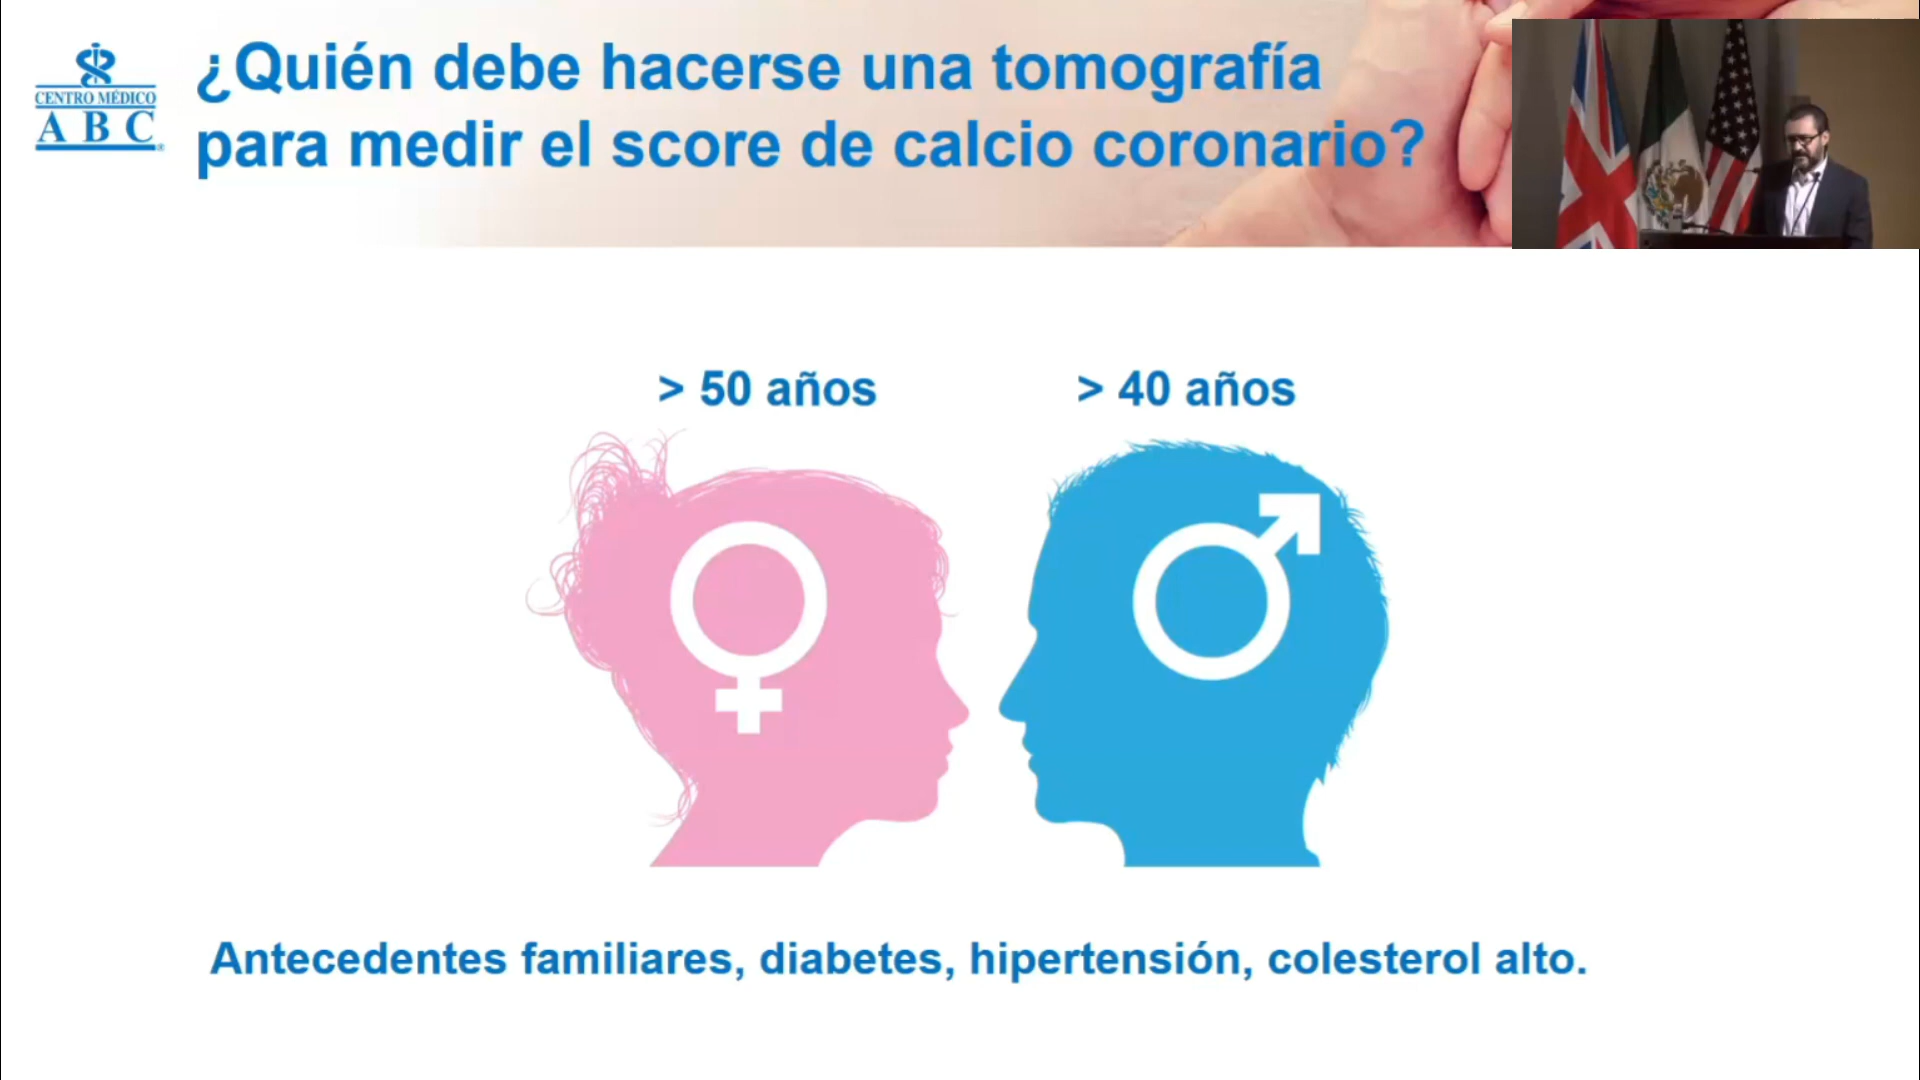 ¿Quién debe hacerse una tomografía
para medir el score de calcio coronario?
CENTRO MÉDICO
A B C
> 50 años
> 40 años
Antecedentes familiares, diabetes, hipertensión, colesterol alto.